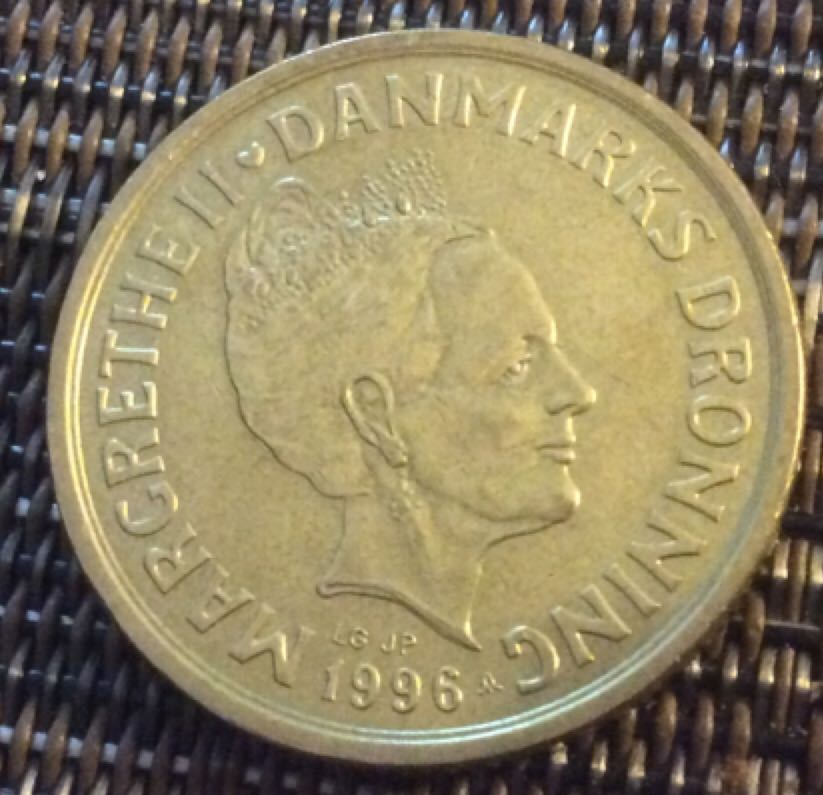 MARGRETHE II ♥ DANMARKS DRONNING
LG JP
1996